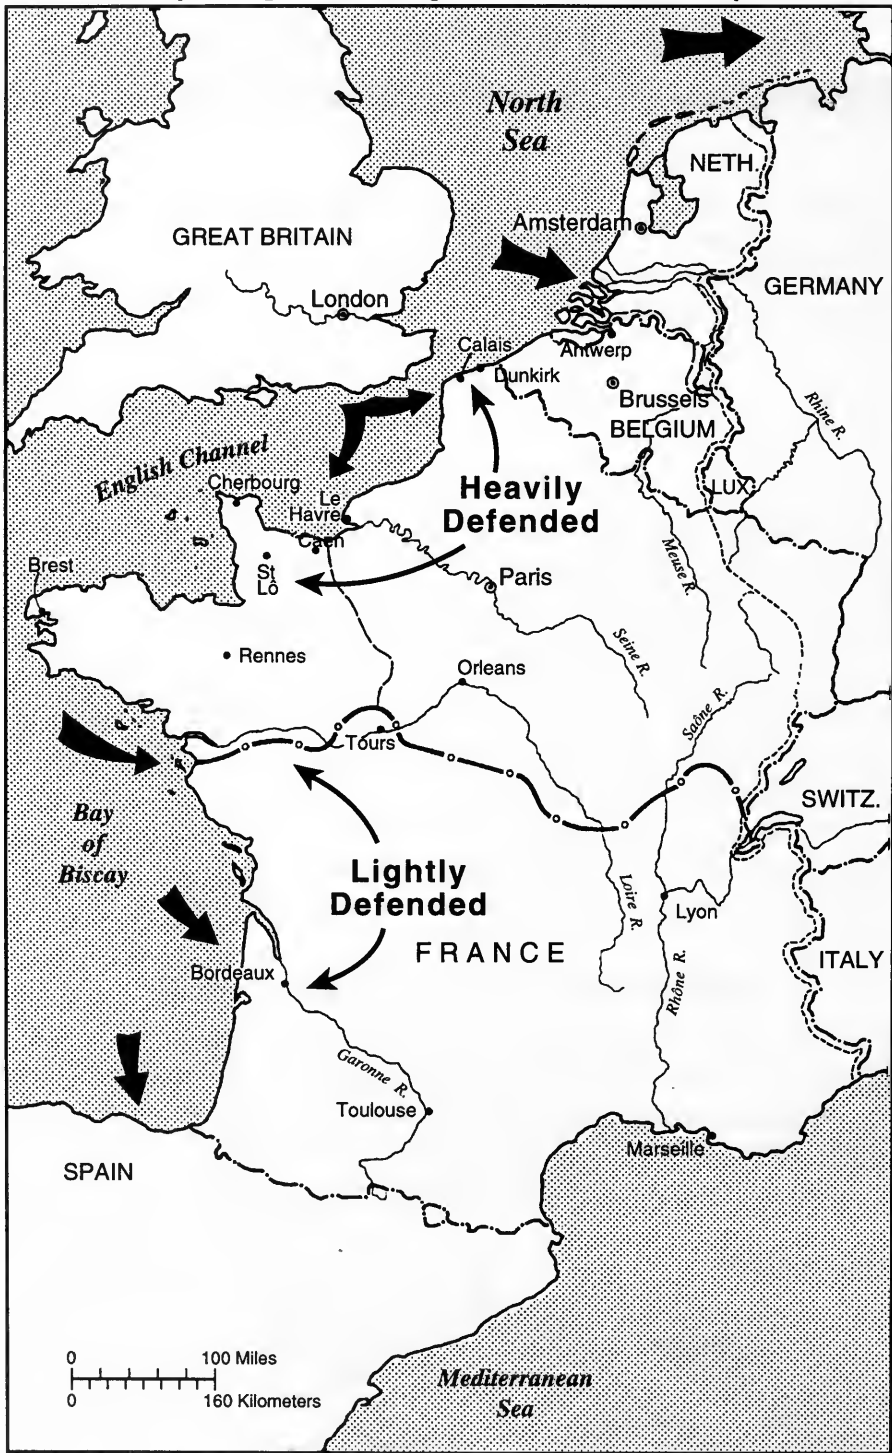 North
Sea
NETH.
Amsterdam
GREAT BRITAIN
GERMANY
London
Calais
Antwerp
Dunkirk
Brussels
BELGIUM
Rhine R.
English Channel
Cherbourg
Le
Havre
Heavily
Defended
LUX.
Caen
St
Lô
Meuse R.
Brest
Paris
Rennes
Seine R.
Orleans
Saône R.
Tours
SWITZ.
Bay
of
Biscay
Lightly
Defended
Loire R.
Lyon
FRANCE
ITALY
Bordeaux
Rhône R.
Garonne R.
Toulouse
Marseille
SPAIN
0 100 Miles
0 160 Kilometers
Mediterranean
Sea